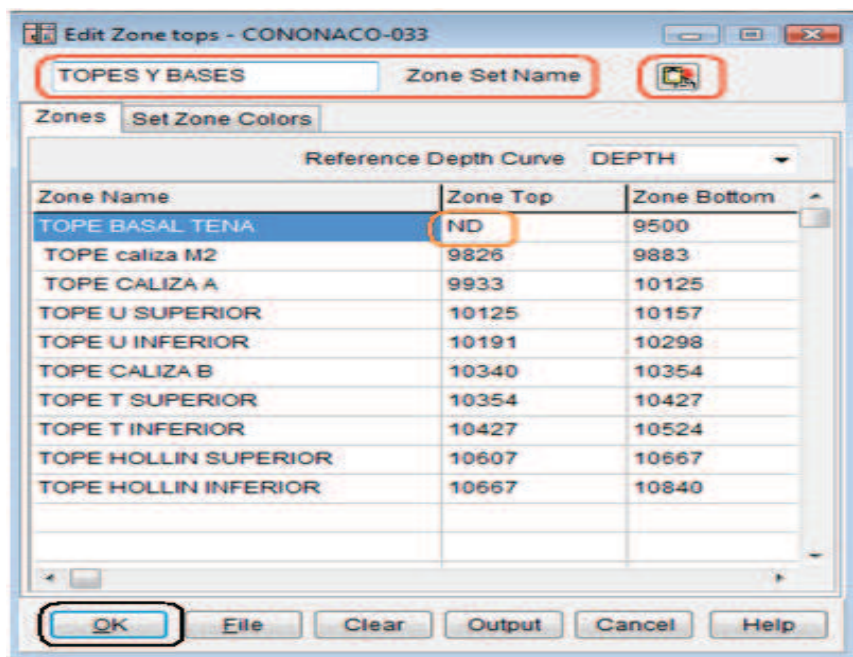 Edit Zone tops - CONONACO-033
TOPES Y BASES Zone Set Name
Zones Set Zone Colors
Reference Depth Curve DEPTH
Zone Name Zone Top Zone Bottom
TOPE BASAL TENA ND 9500
TOPE caliza M2 9826 9883
TOPE CALIZA A 9933 10125
TOPE U SUPERIOR 10125 10157
TOPE U INFERIOR 10191 10298
TOPE CALIZA B 10340 10354
TOPE T SUPERIOR 10354 10427
TOPE T INFERIOR 10427 10524
TOPE HOLLIN SUPERIOR 10607 10667
TOPE HOLLIN INFERIOR 10667 10840
OK File Clear Output Cancel Help